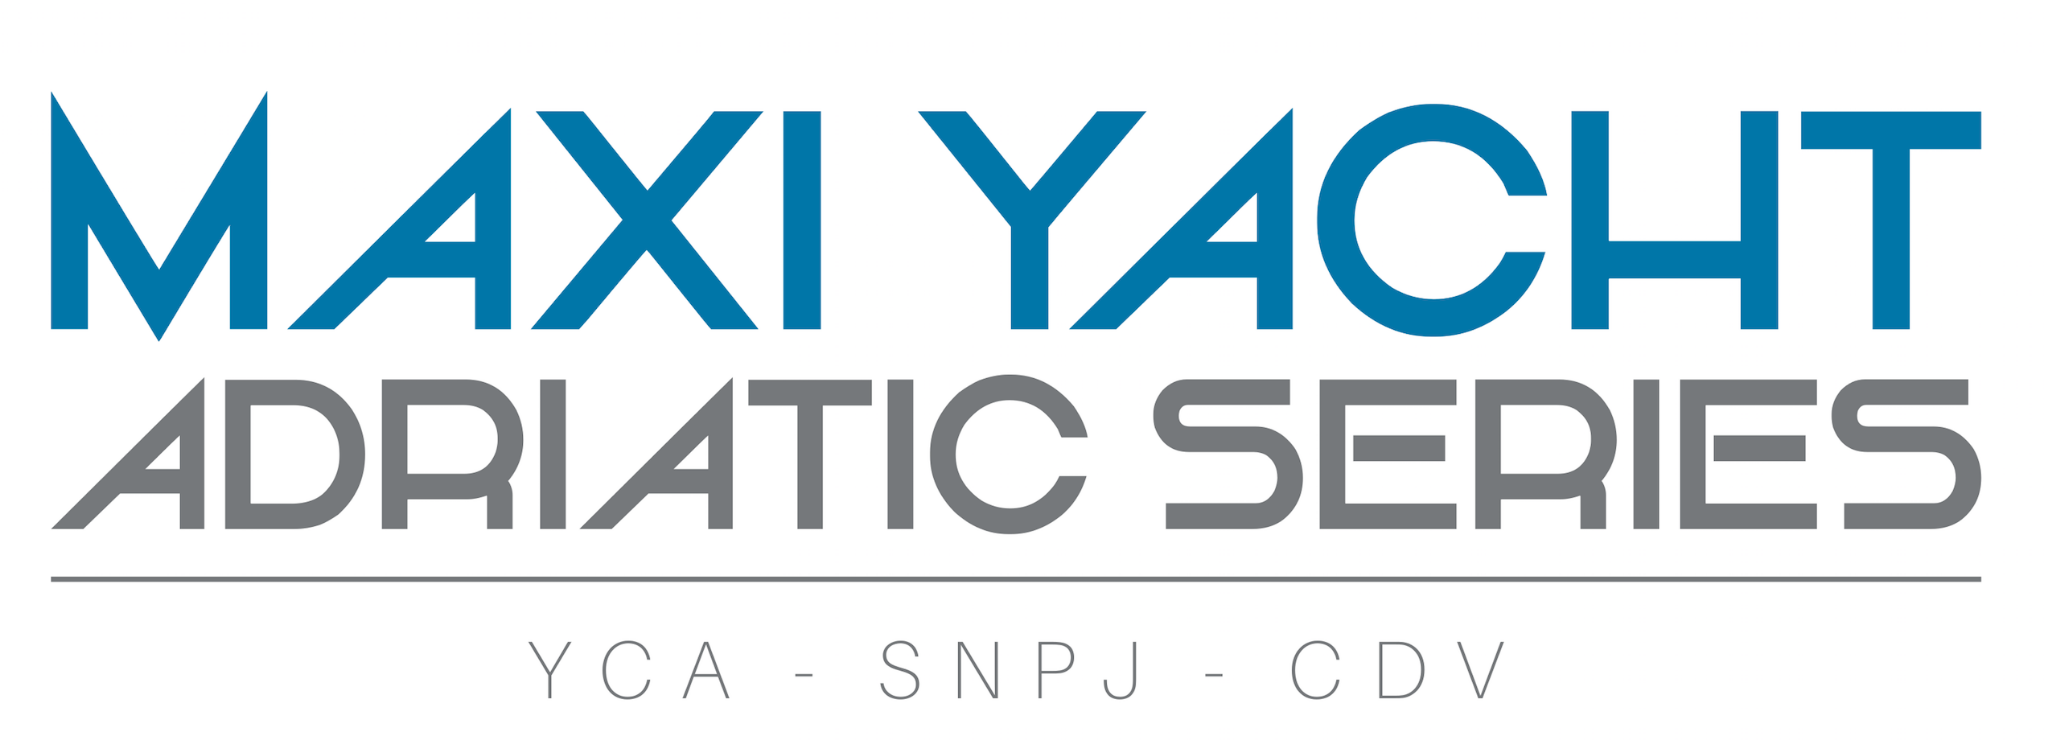 MAXI YACHT
ADRIATIC SERIES
YCA - SNPJ - CDV